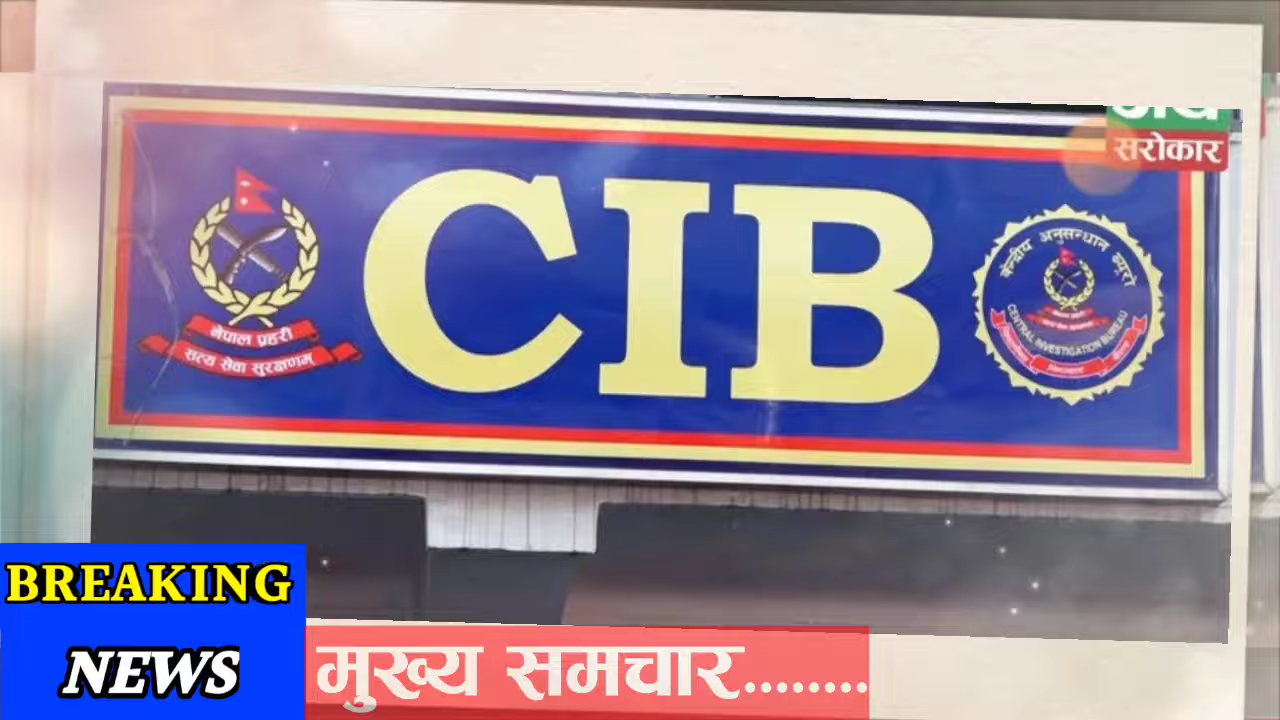 सरोकार
CIB
नेपाल प्रहरी
सत्य सेवा सुरक्षणम्
केन्द्रीय अनुसन्धान ब्यूरो
CENTRAL INVESTIGATION BUREAU
BREAKING
NEWS
मुख्य समचार........